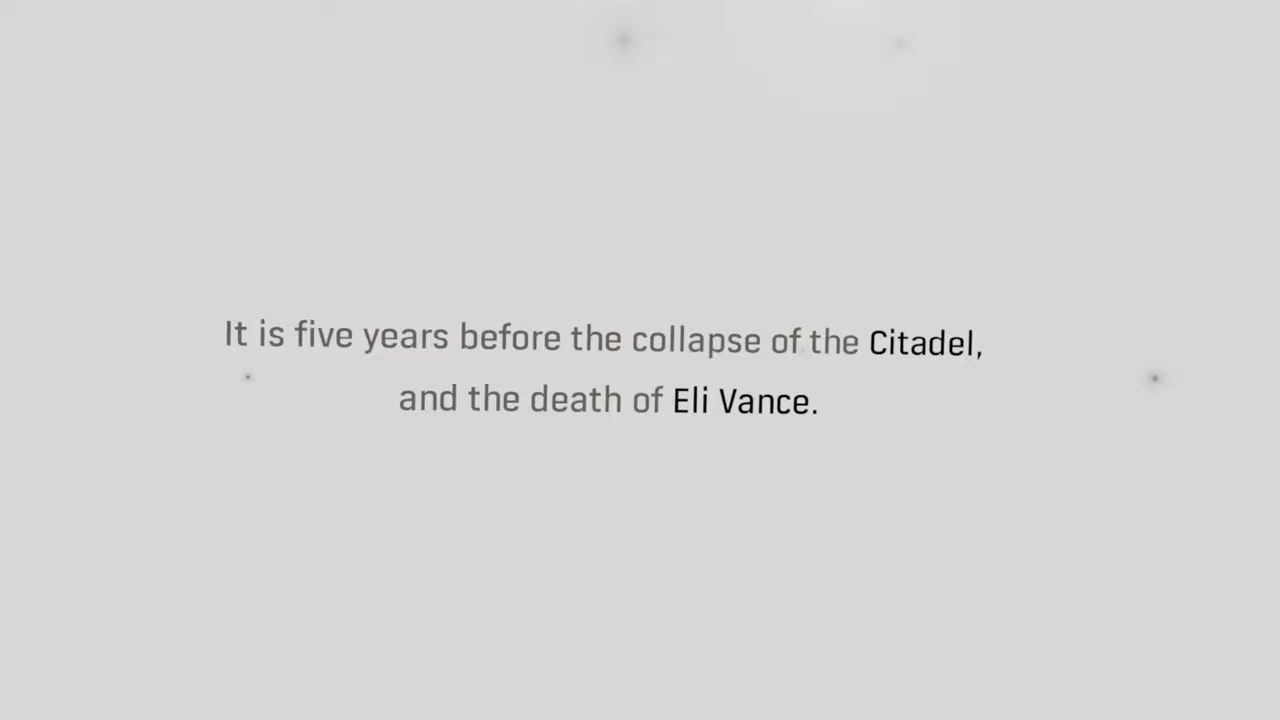 It is five years before the collapse of the Citadel,
and the death of Eli Vance.